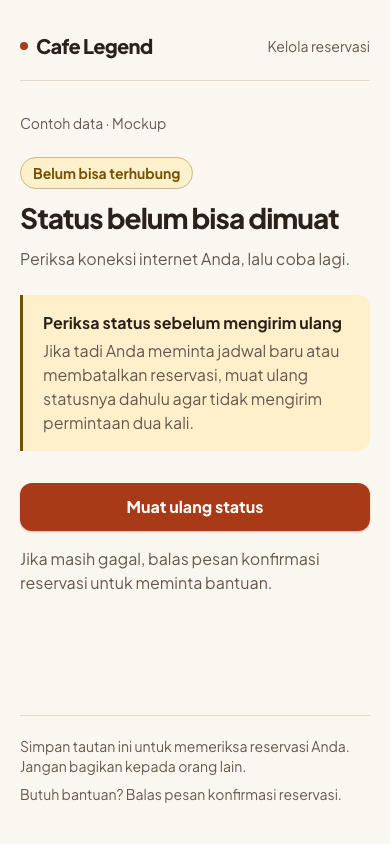 Cafe Legend
Kelola reservasi
Contoh data · Mockup
Belum bisa terhubung
Status belum bisa dimuat
Periksa koneksi internet Anda, lalu coba lagi.
Periksa status sebelum mengirim ulang
Jika tadi Anda meminta jadwal baru atau
membatalkan reservasi, muat ulang
statusnya dahulu agar tidak mengirim
permintaan dua kali.
Muat ulang status
Jika masih gagal, balas pesan konfirmasi
reservasi untuk meminta bantuan.
Simpan tautan ini untuk memeriksa reservasi Anda.
Jangan bagikan kepada orang lain.
Butuh bantuan? Balas pesan konfirmasi reservasi.